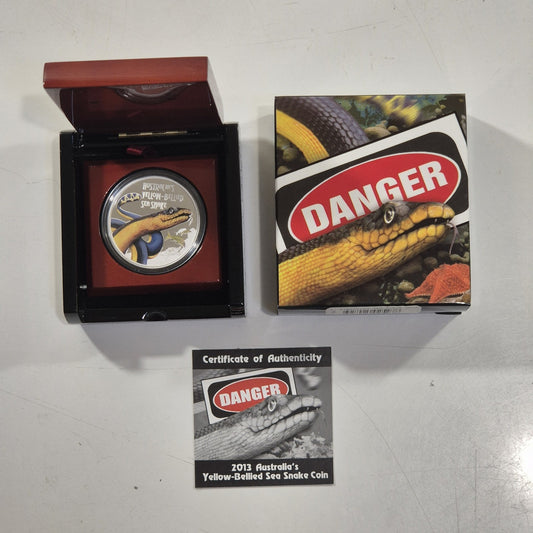 Australia's
Yellow-Bellied
Sea Snake
DANGER
Certificate of Authenticity
DANGER
2013 Australia's
Yellow-Bellied Sea Snake Coin